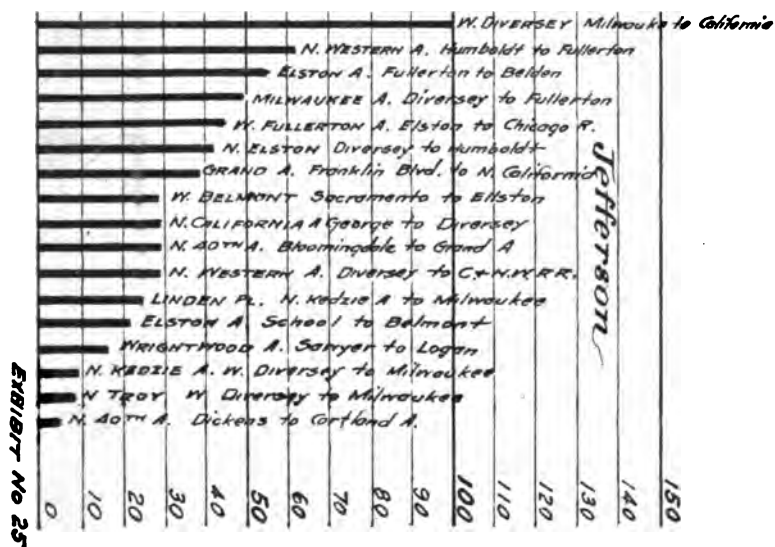 W. DIVERSEY Milwauke to California
N. WESTERN A. Humboldt to Fullerton
ELSTON A. Fullerton to Belden
MILWAUKEE A. Diversey to Fullerton
W. FULLERTON A. Elston to Chicago R.
N. ELSTON Diversey to Humboldt
GRAND A. Franklin Blvd. to N. California
W. BELMONT Sacramento to Ellston
N. CALIFORNIA A George to Diversey
N. 40TH A. Bloomingdale to Grand A
N. WESTERN A. Diversey to C.+N.W.R.R.
LINDEN PL. N. Kedzie A to Milwaukee
ELSTON A. School to Belmont
WRIGHTWOOD A. Sawyer to Logan
N. KEDZIE A. W. Diversey to Milwaukee
N TROY W Diversey to Milwaukee
N. 40TH A. Dickens to Cortland A.
Jefferson
0 10 20 30 40 50 60 70 80 90 100 110 120 130 140 150
EXHIBIT No 25